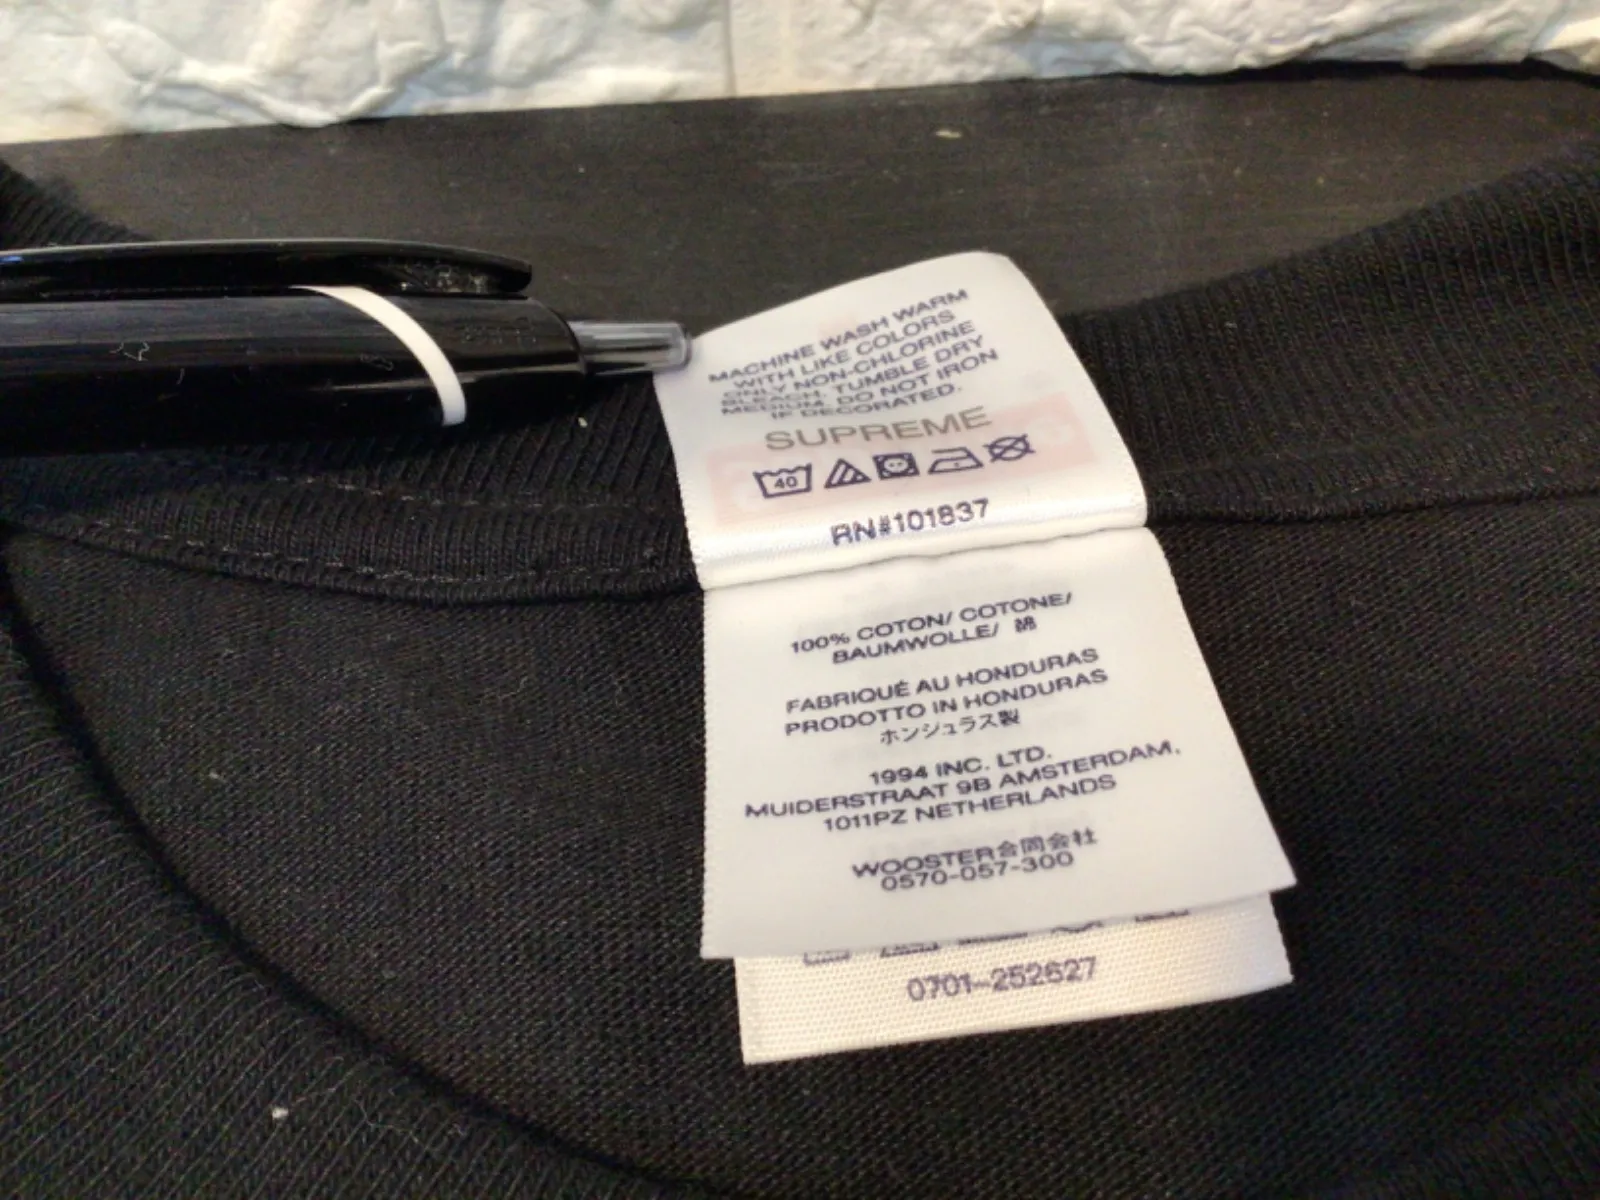 MACHINE WASH WARM
WITH LIKE COLORS
ONLY NON-CHLORINE
BLEACH. TUMBLE DRY
MEDIUM. DO NOT IRON
IF DECORATED.
SUPREME
40
RN#101837
100% COTON/ COTONE/
BAUMWOLLE/ 綿
FABRIQUÉ AU HONDURAS
PRODOTTO IN HONDURAS
ホンジュラス製
1994 INC. LTD.
MUIDERSTRAAT 9B AMSTERDAM,
1011PZ NETHERLANDS
WOOSTER合同会社
0570-057-300
0701-252627